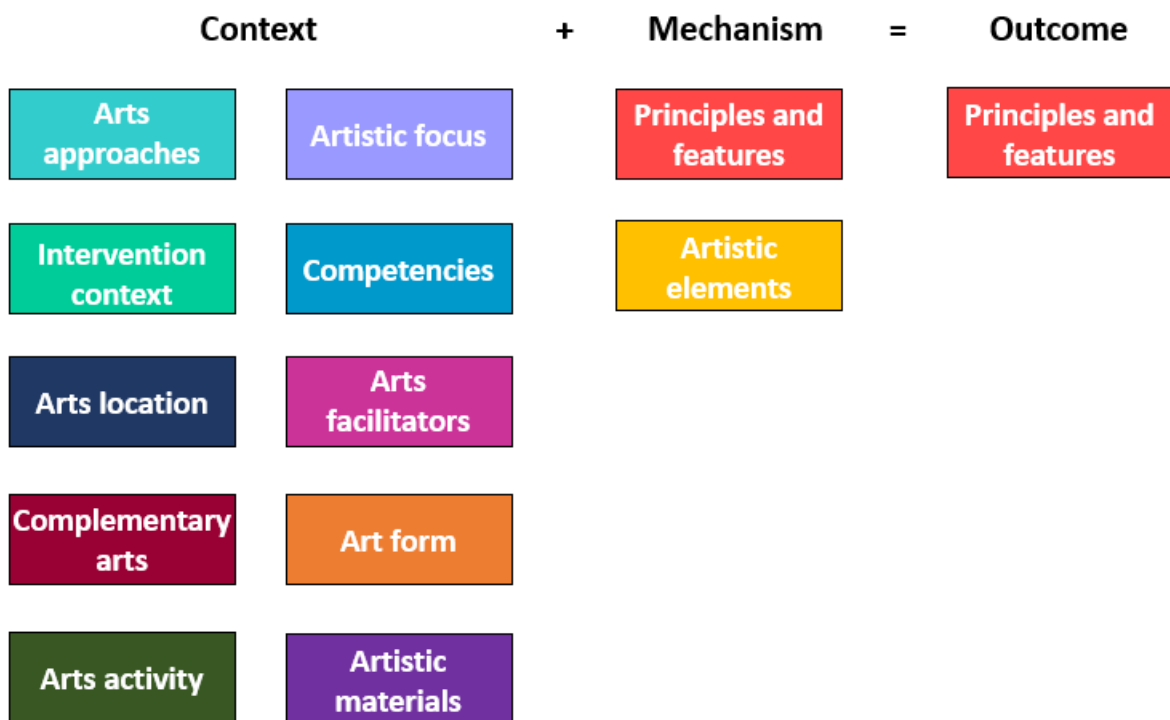 Context + Mechanism = Outcome
Arts
approaches
Artistic focus
Principles and
features
Principles and
features
Intervention
context
Competencies
Artistic
elements
Arts location
Arts
facilitators
Complementary
arts
Art form
Arts activity
Artistic
materials